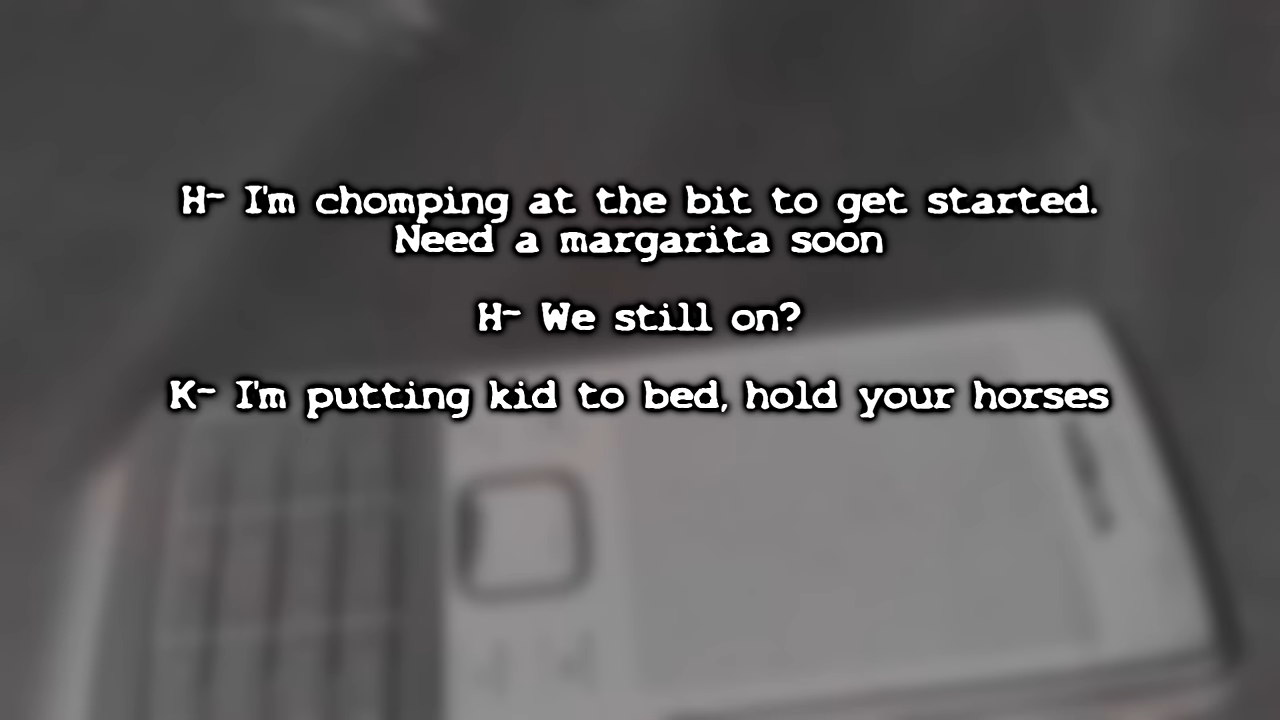 H- I'm chomping at the bit to get started.
Need a margarita soon
H- We still on?
K- I'm putting kid to bed, hold your horses